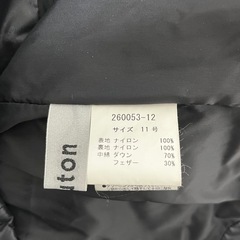 260053-12
サイズ 11号
表地 ナイロン 100%
裏地 ナイロン 100%
中綿 ダウン 70%
フェザー 30%
uton